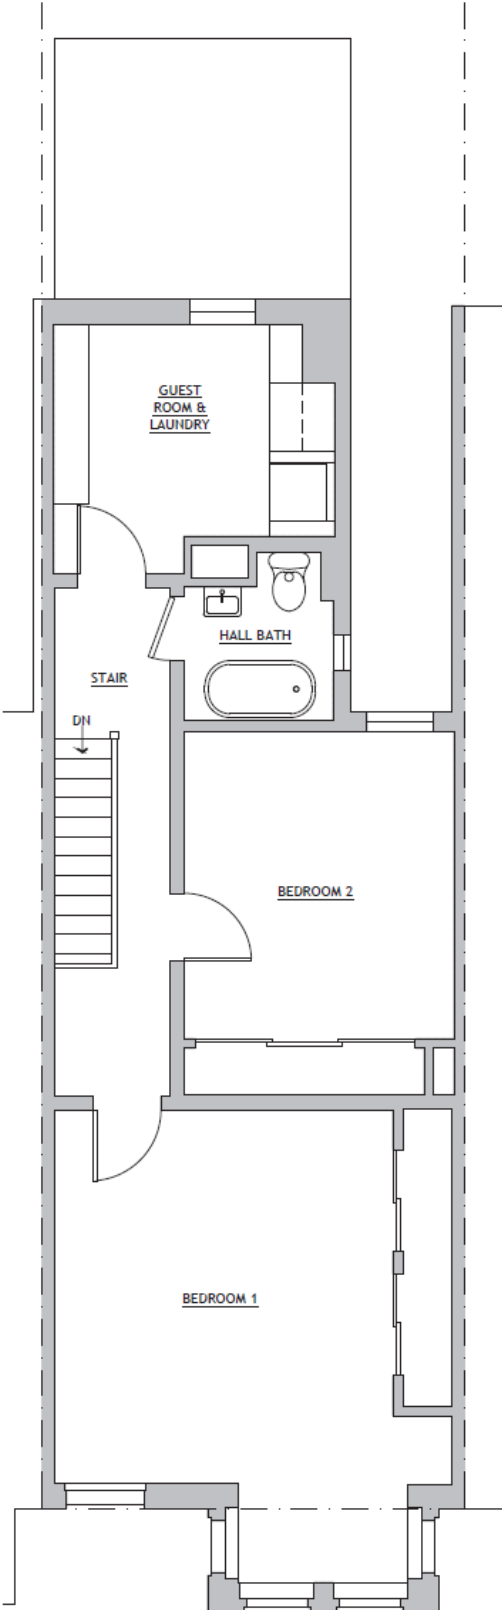 GUEST
ROOM &
LAUNDRY
HALL BATH
STAIR
DN
BEDROOM 2
BEDROOM 1